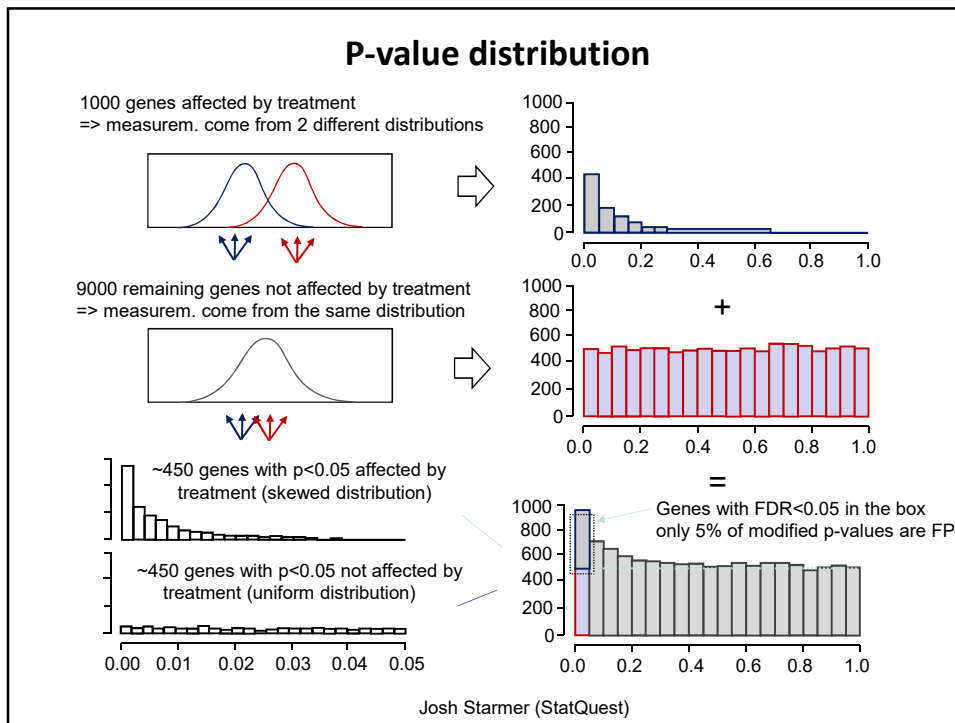 P-value distribution
1000 genes affected by treatment
=> measurem. come from 2 different distributions
1000
800
600
400
200
0
0.0 0.2 0.4 0.6 0.8 1.0
9000 remaining genes not affected by treatment
=> measurem. come from the same distribution
+
1000
800
600
400
200
0
0.0 0.2 0.4 0.6 0.8 1.0
~450 genes with p<0.05 affected by
treatment (skewed distribution)
~450 genes with p<0.05 not affected by
treatment (uniform distribution)
0.00 0.01 0.02 0.03 0.04 0.05
=
Genes with FDR<0.05 in the box
only 5% of modified p-values are FP
1000
800
600
400
200
0
0.0 0.2 0.4 0.6 0.8 1.0
Josh Starmer (StatQuest)